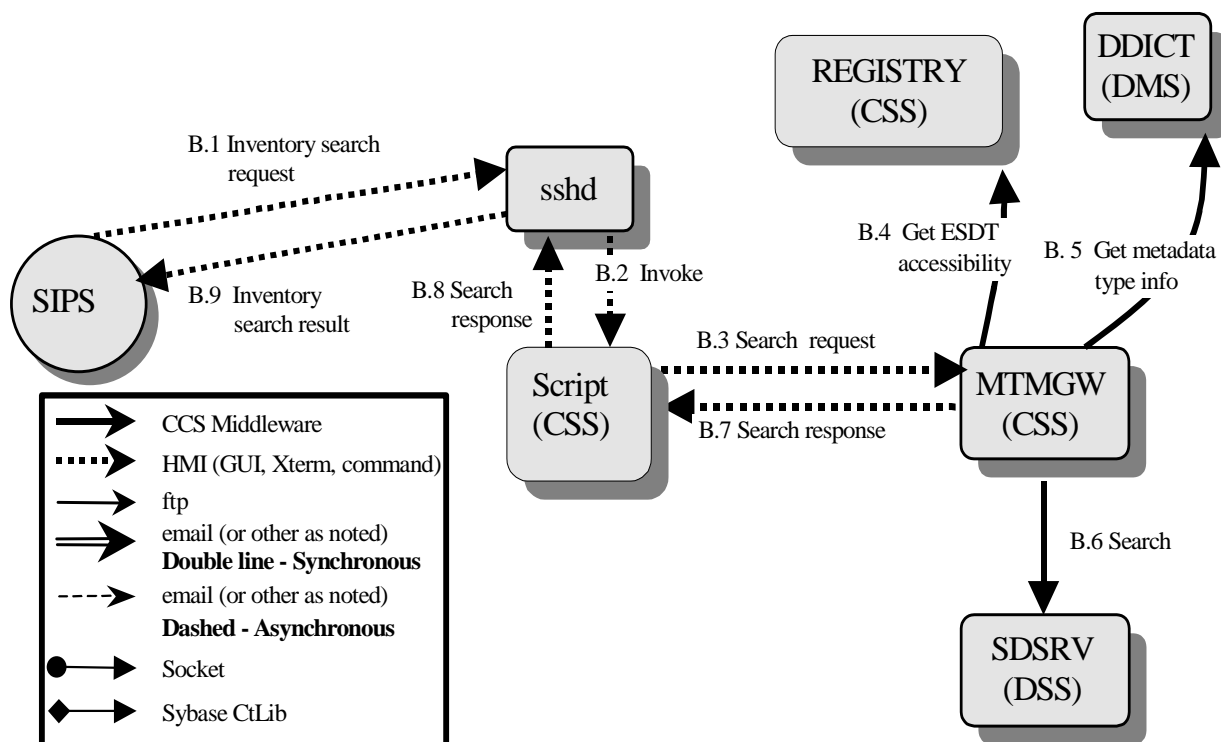 DDICT
(DMS)
REGISTRY
(CSS)
B.1 Inventory search
request
sshd
B.4 Get ESDT
accessibility
B. 5 Get metadata
type info
B.2 Invoke
SIPS
B.9 Inventory
search result
B.8 Search
response
B.3 Search request
Script
(CSS)
MTMGW
(CSS)
B.7 Search response
CCS Middleware
HMI (GUI, Xterm, command)
ftp
email (or other as noted)
Double line - Synchronous
email (or other as noted)
Dashed - Asynchronous
Socket
Sybase CtLib
B.6 Search
SDSRV
(DSS)